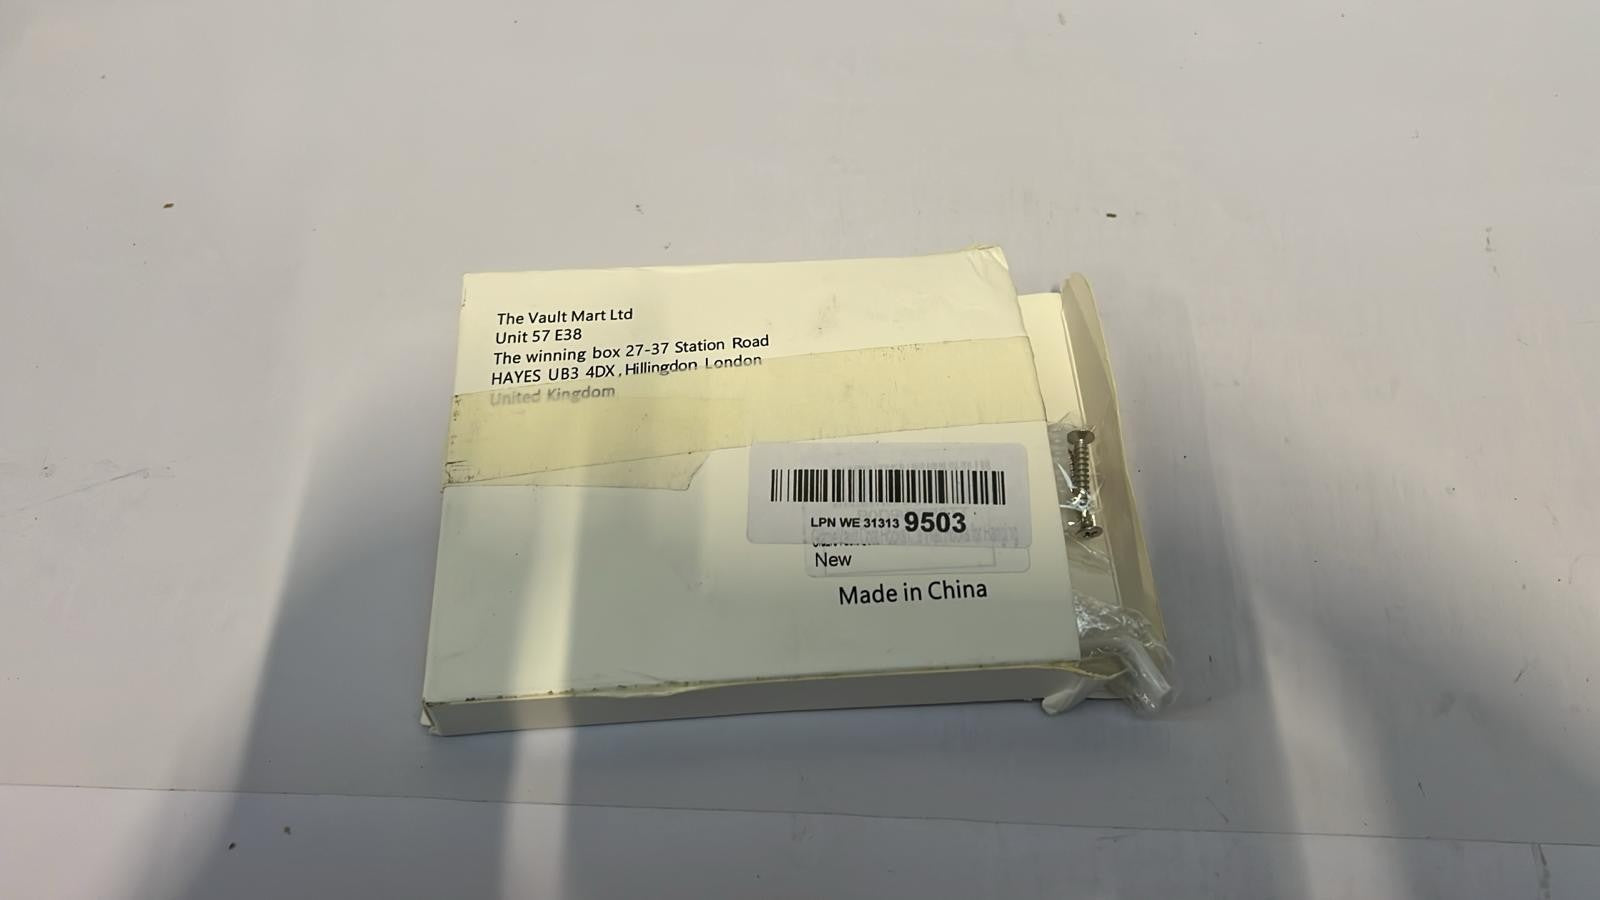 The Vault Mart Ltd
Unit 57 E38
The winning box 27-37 Station Road
HAYES UB3 4DX, Hillingdon London
United Kingdom
LPN WE 31313 9503
New
Made in China